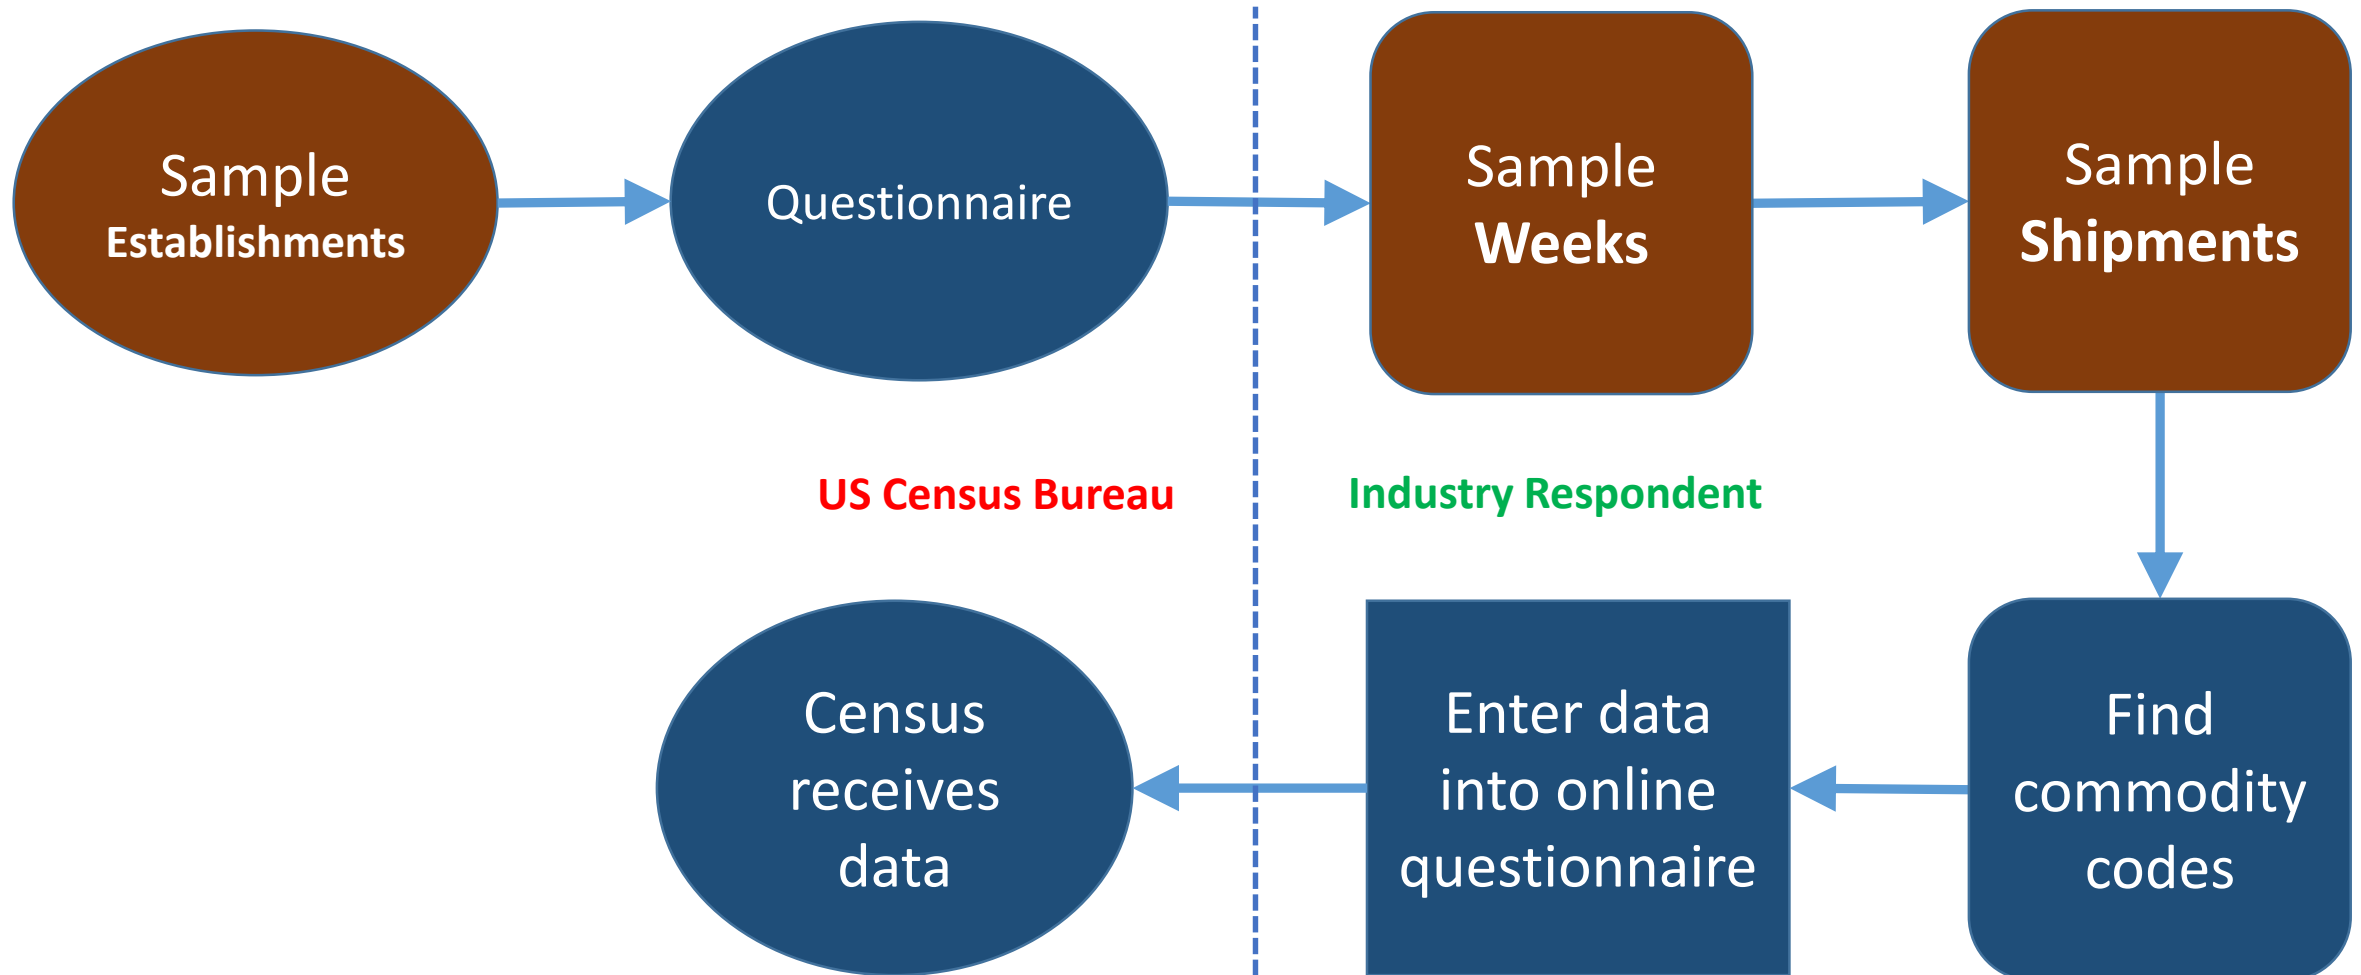 Sample
Establishments
Questionnaire
Sample
Weeks
Sample
Shipments
US Census Bureau
Industry Respondent
Census
receives
data
Enter data
into online
questionnaire
Find
commodity
codes